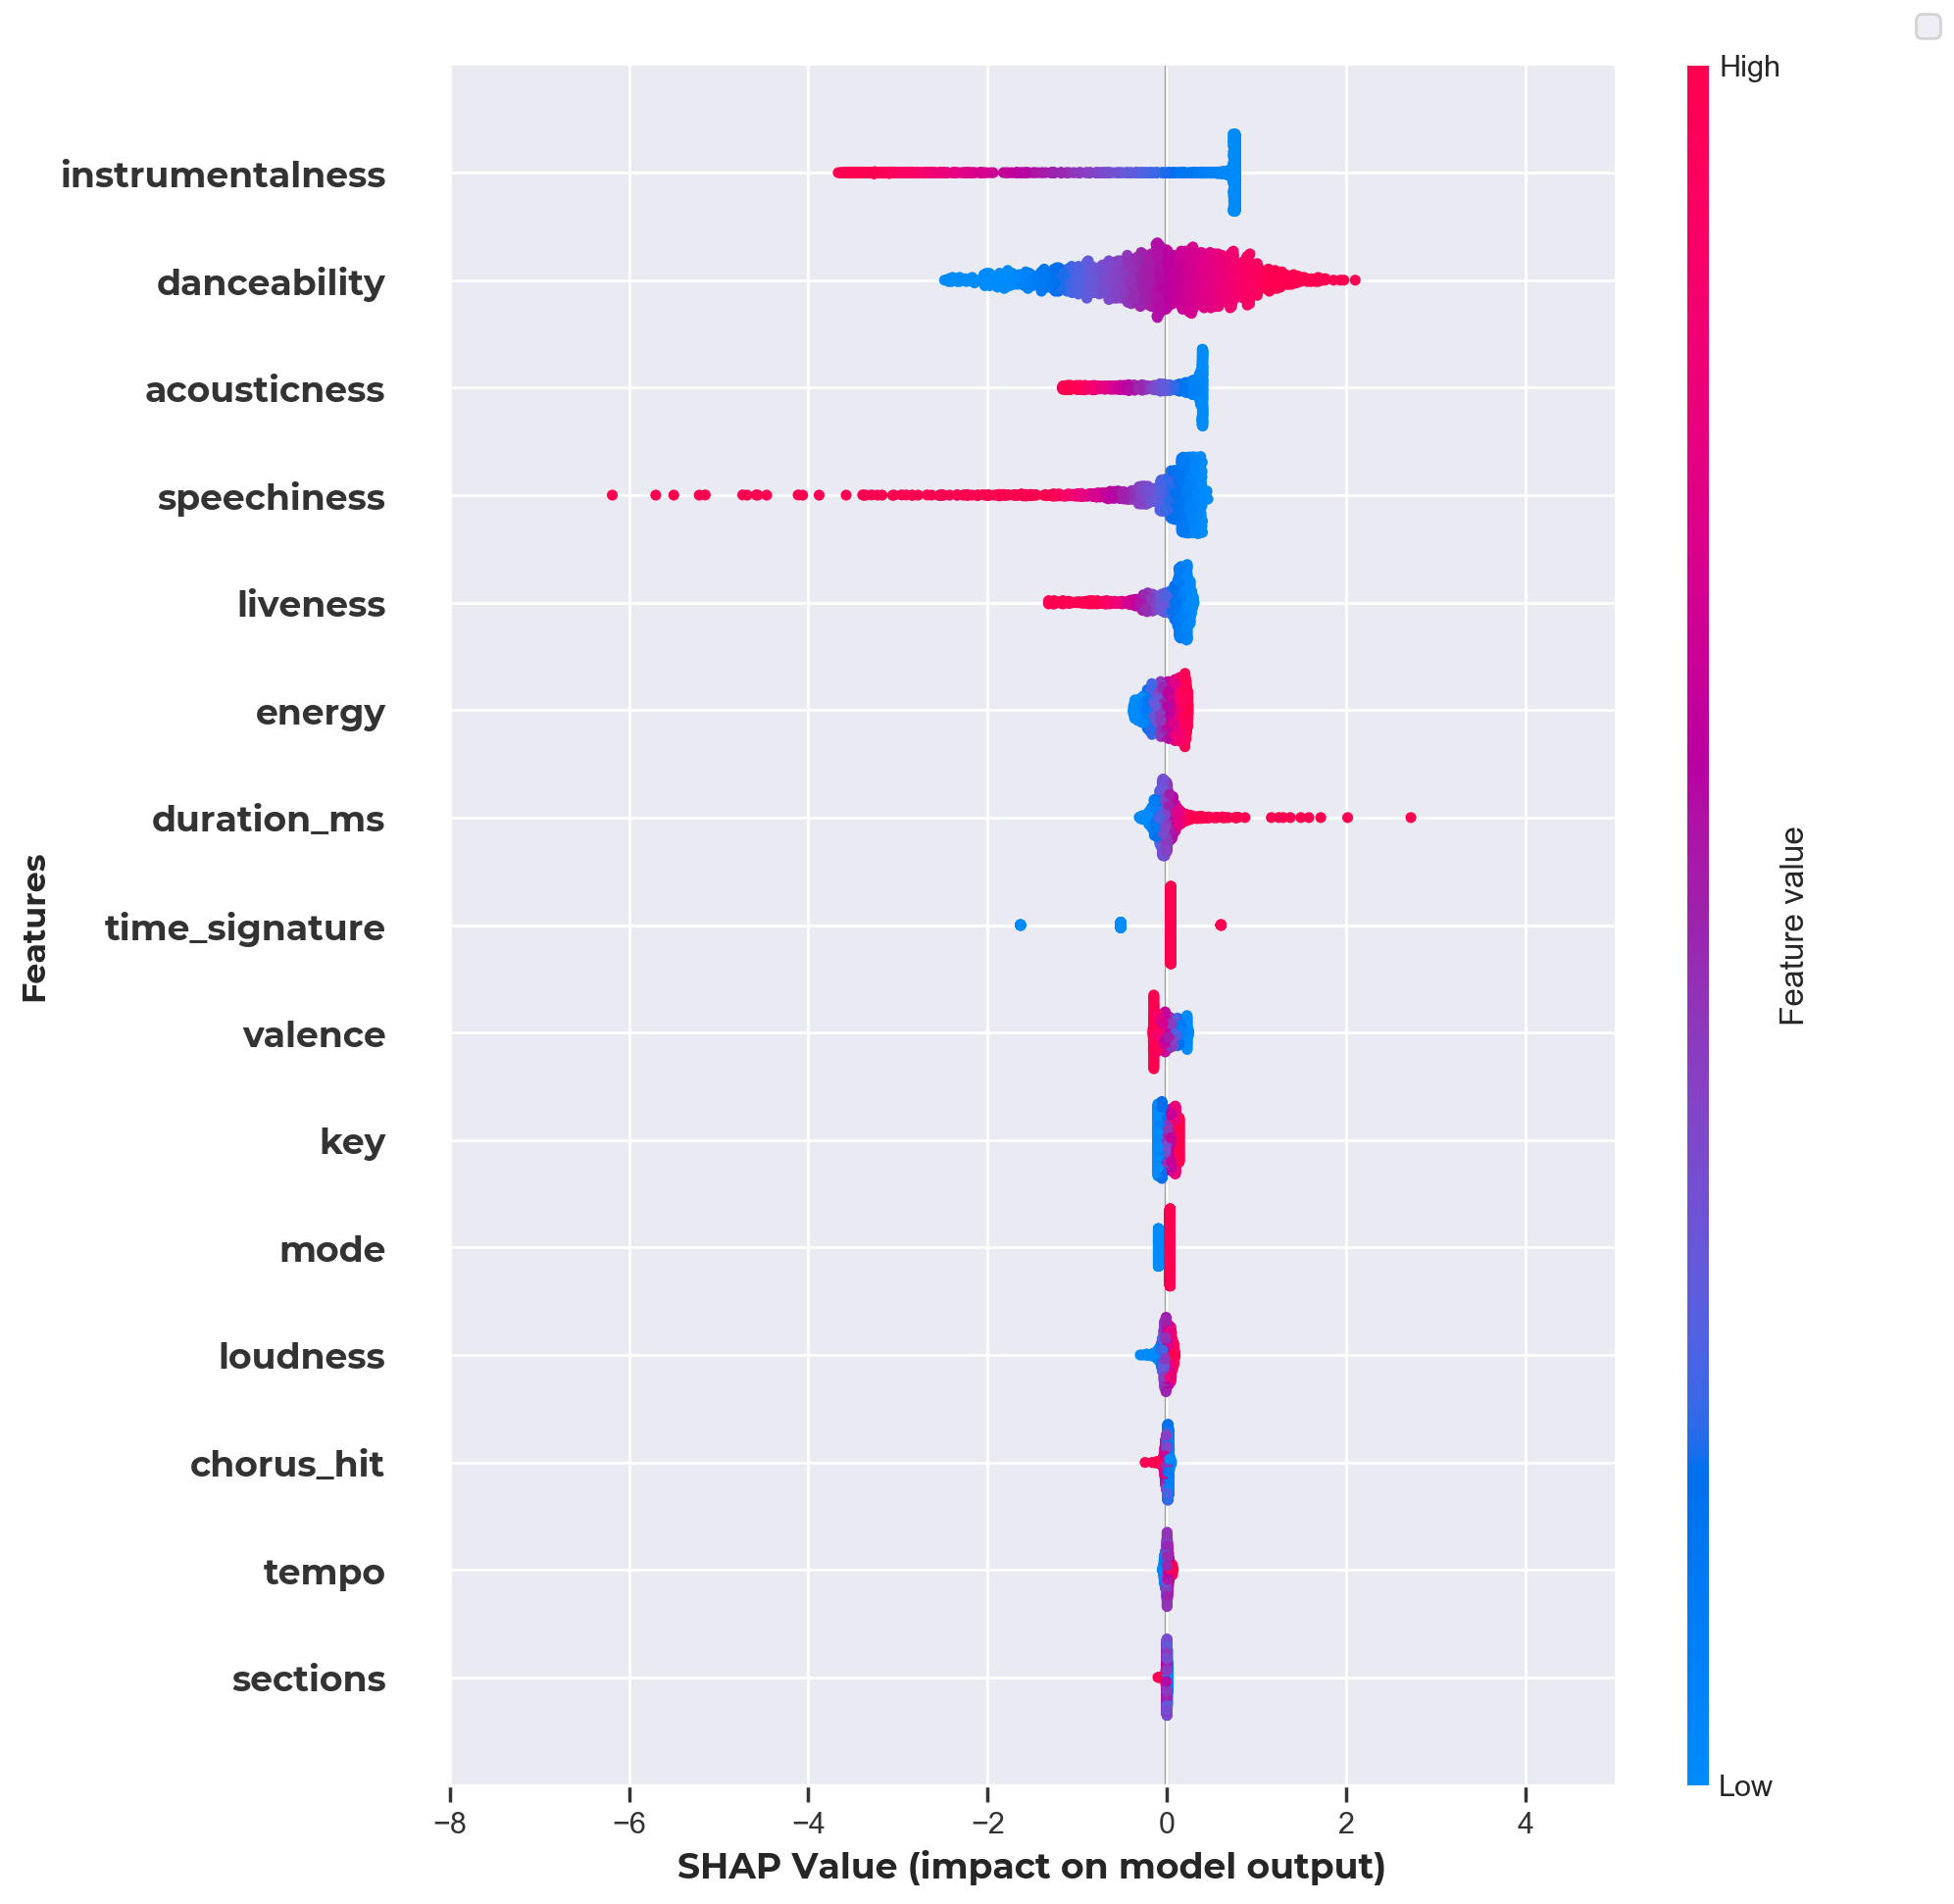 High
instrumentalness
danceability
acousticness
speechiness
liveness
energy
duration_ms
time_signature
valence
key
mode
loudness
chorus_hit
tempo
sections
Features
Feature value
Low
−8 −6 −4 −2 0 2 4
SHAP Value (impact on model output)